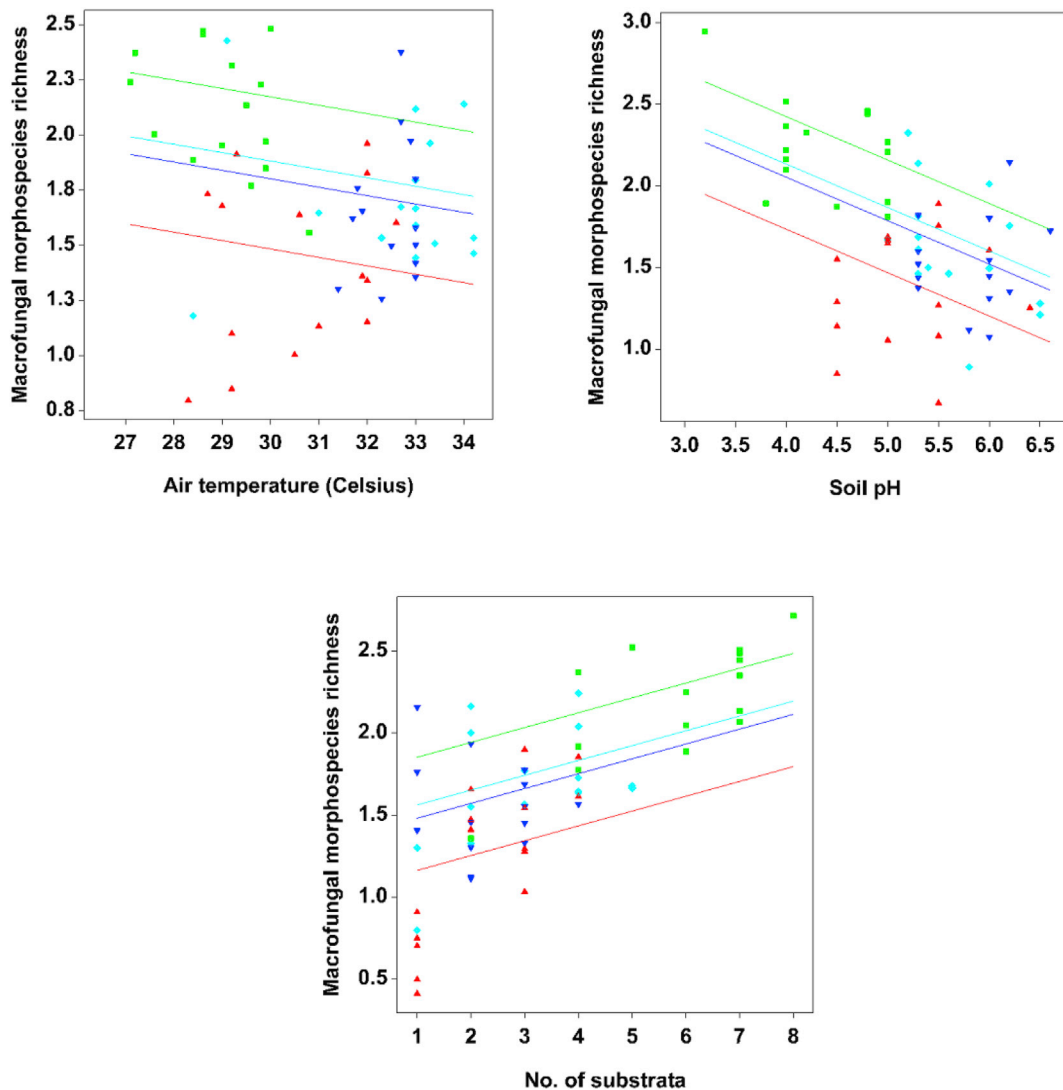 Macrofungal morphospecies richness
2.5
2.3
2.0
1.8
1.5
1.3
1.0
0.8
27 28 29 30 31 32 33 34
Air temperature (Celsius)
Macrofungal morphospecies richness
3.0
2.5
2.0
1.5
1.0
3.0 3.5 4.0 4.5 5.0 5.5 6.0 6.5
Soil pH
Macrofungal morphospecies richness
2.5
2.0
1.5
1.0
0.5
1 2 3 4 5 6 7 8
No. of substrata